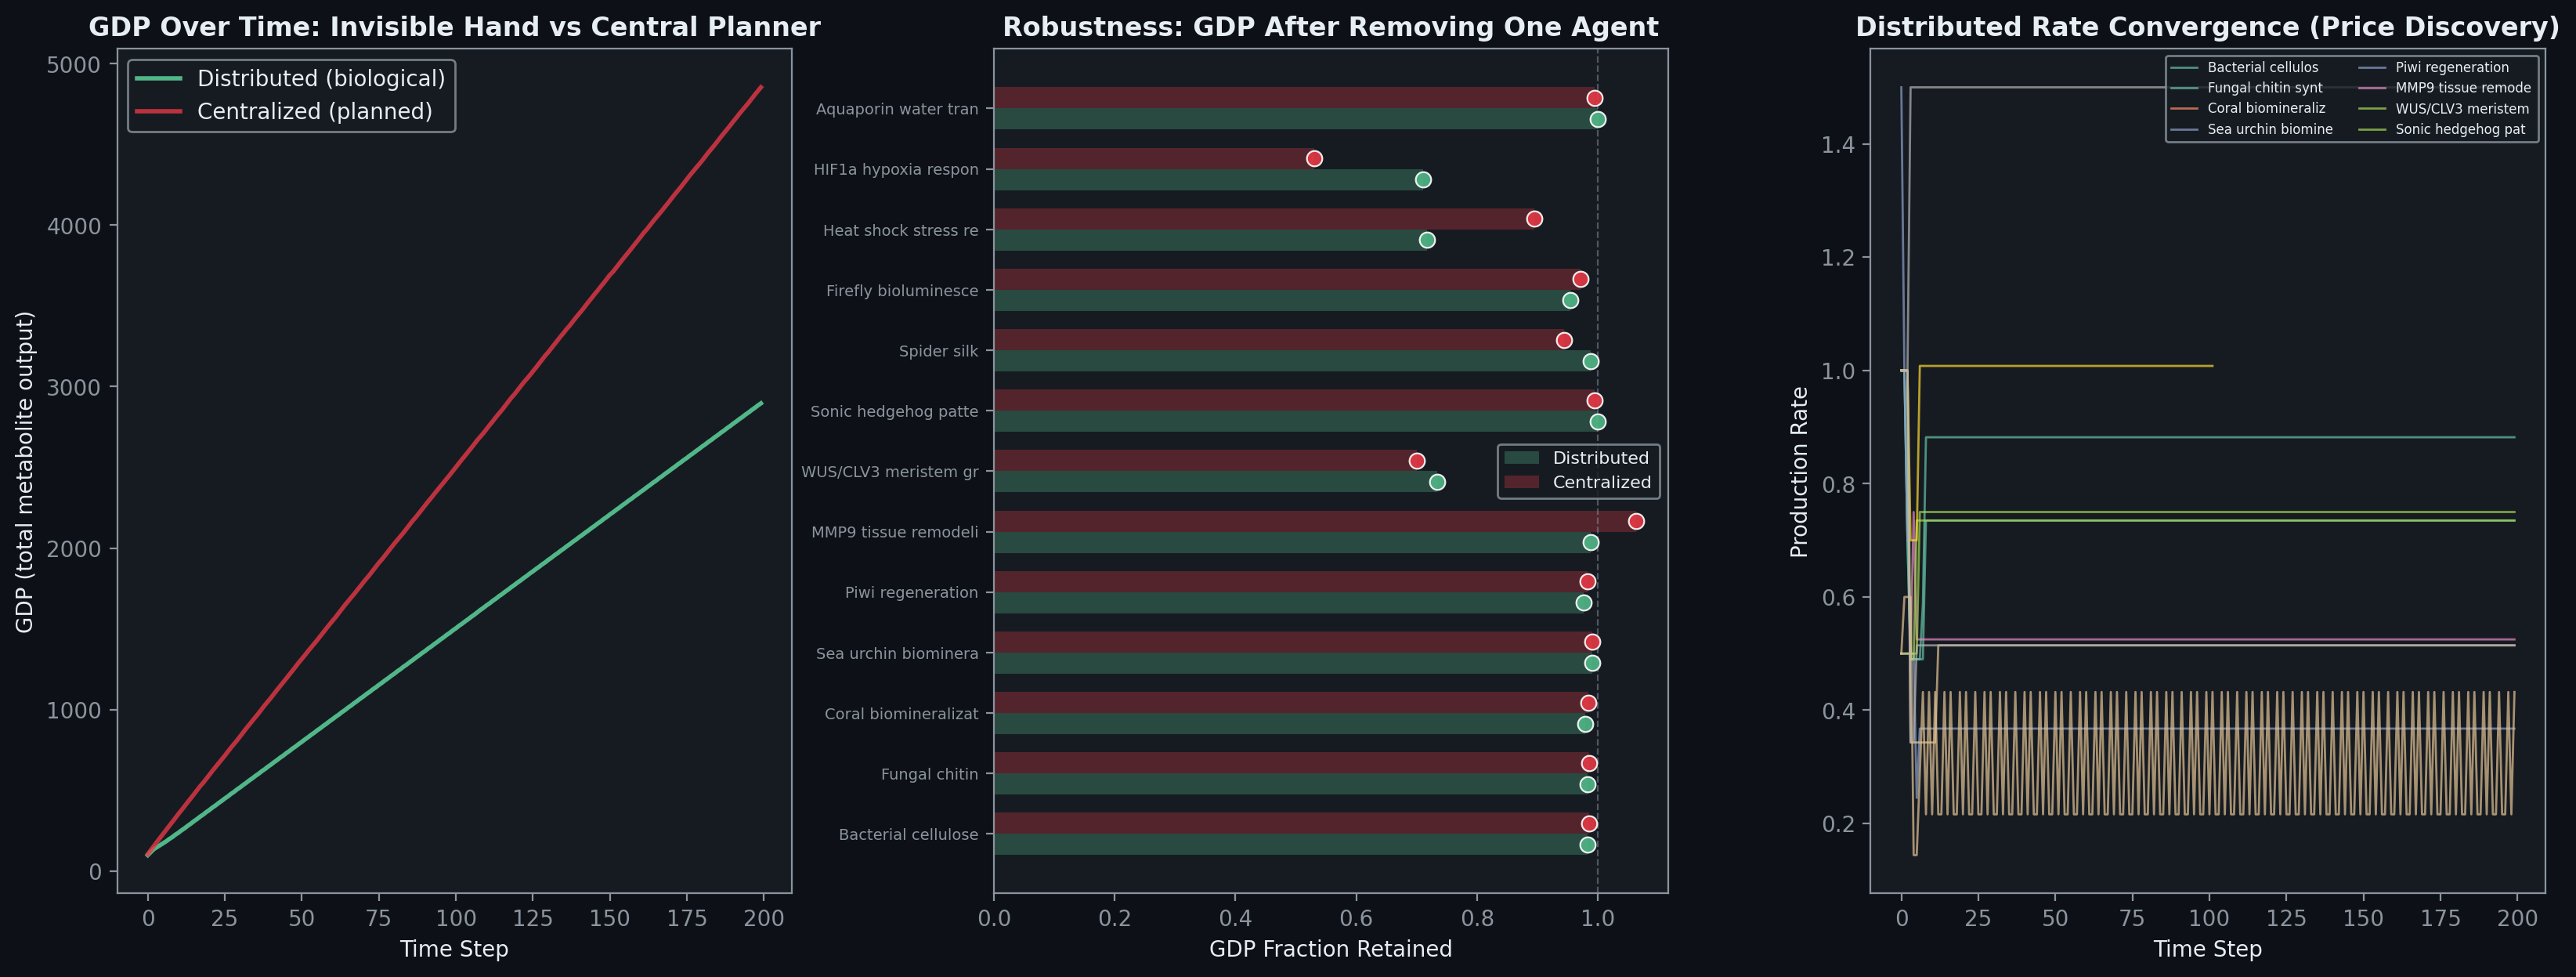 GDP Over Time: Invisible Hand vs Central Planner
Distributed (biological)
Centralized (planned)
GDP (total metabolite output)
5000
4000
3000
2000
1000
0
0 25 50 75 100 125 150 175 200
Time Step
Robustness: GDP After Removing One Agent
Aquaporin water tran
HIF1a hypoxia respon
Heat shock stress re
Firefly bioluminesce
Spider silk
Sonic hedgehog patte
WUS/CLV3 meristem gr
MMP9 tissue remodeli
Piwi regeneration
Sea urchin biominera
Coral biomineralizat
Fungal chitin
Bacterial cellulose
Distributed
Centralized
0.0 0.2 0.4 0.6 0.8 1.0
GDP Fraction Retained
Distributed Rate Convergence (Price Discovery)
Bacterial cellulos
Fungal chitin synt
Coral biomineraliz
Sea urchin biomine
Piwi regeneration
MMP9 tissue remode
WUS/CLV3 meristem
Sonic hedgehog pat
Production Rate
1.4
1.2
1.0
0.8
0.6
0.4
0.2
0 25 50 75 100 125 150 175 200
Time Step